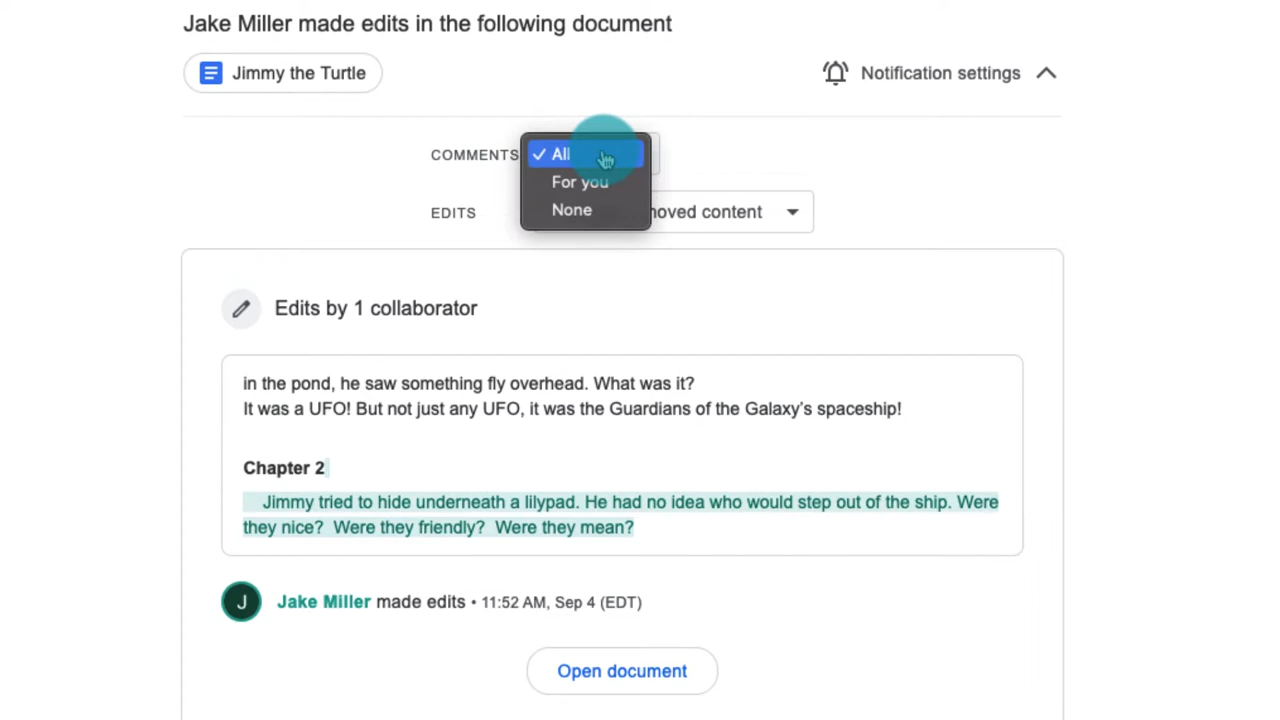 Jake Miller made edits in the following document
Jimmy the Turtle
Notification settings
COMMENTS
All
For you
None
EDITS
moved content
Edits by 1 collaborator
in the pond, he saw something fly overhead. What was it?
It was a UFO! But not just any UFO, it was the Guardians of the Galaxy’s spaceship!
Chapter 2
Jimmy tried to hide underneath a lilypad. He had no idea who would step out of the ship. Were
they nice?  Were they friendly?  Were they mean?
J
Jake Miller made edits • 11:52 AM, Sep 4 (EDT)
Open document